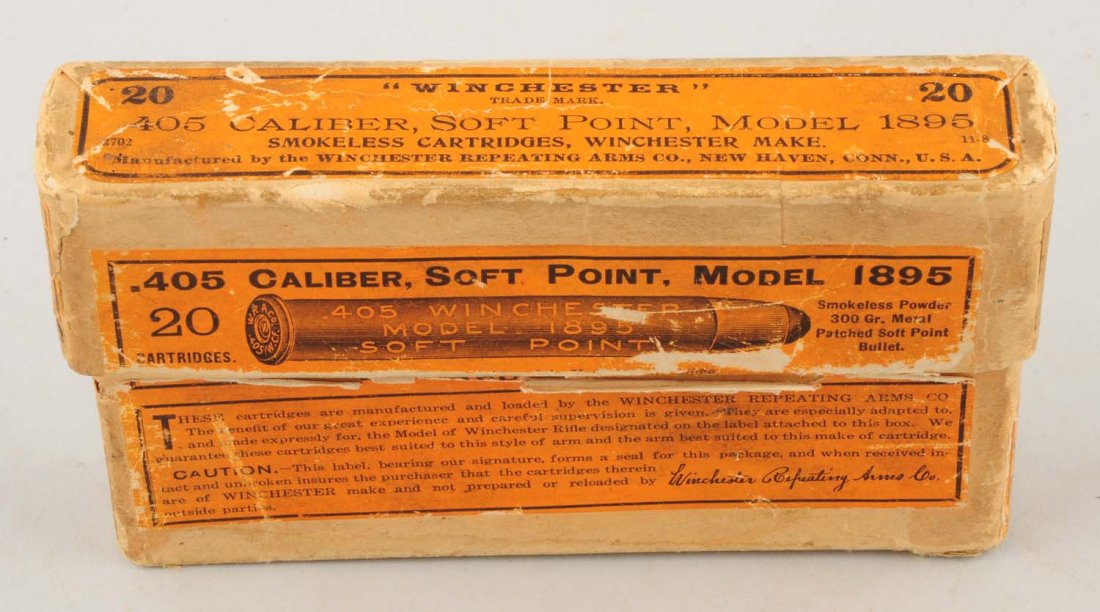 20 "WINCHESTER" 20
TRADE MARK.
405 CALIBER, SOFT POINT, MODEL 1895
2702 SMOKELESS CARTRIDGES, WINCHESTER MAKE. 11-8
Manufactured by the WINCHESTER REPEATING ARMS CO., NEW HAVEN, CONN., U. S. A.
.405 CALIBER, SOFT POINT, MODEL 1895
20
CARTRIDGES.
W.R.A.CO.
.405 W.C.F.
.405 WINCHESTER
MODEL 1895
SOFT POINT
Smokeless Powder
300 Gr. Metal
Patched Soft Point
Bullet.
THESE cartridges are manufactured and loaded by the WINCHESTER REPEATING ARMS CO
The benefit of our great experience and careful supervision is given. They are especially adapted to,
and made expressly for, the Model of Winchester Rifle designated on the label attached to this box. We
guarantee these cartridges best suited to this style of arm and the arm best suited to this make of cartridge.
CAUTION.—This label, bearing our signature, forms a seal for this package, and when received in-
tact and unbroken insures the purchaser that the cartridges therein
are of WINCHESTER make and not prepared or reloaded by
outside parties.
Winchester Repeating Arms Co.